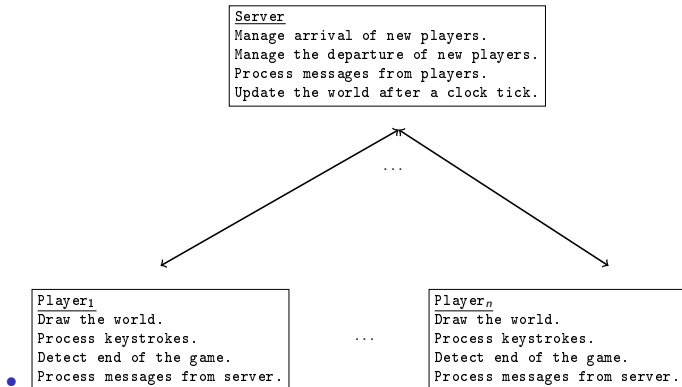 Server
Manage arrival of new players.
Manage the departure of new players.
Process messages from players.
Update the world after a clock tick.
...
Player₁
Draw the world.
Process keystrokes.
Detect end of the game.
Process messages from server.
...
Playerₙ
Draw the world.
Process keystrokes.
Detect end of the game.
Process messages from server.